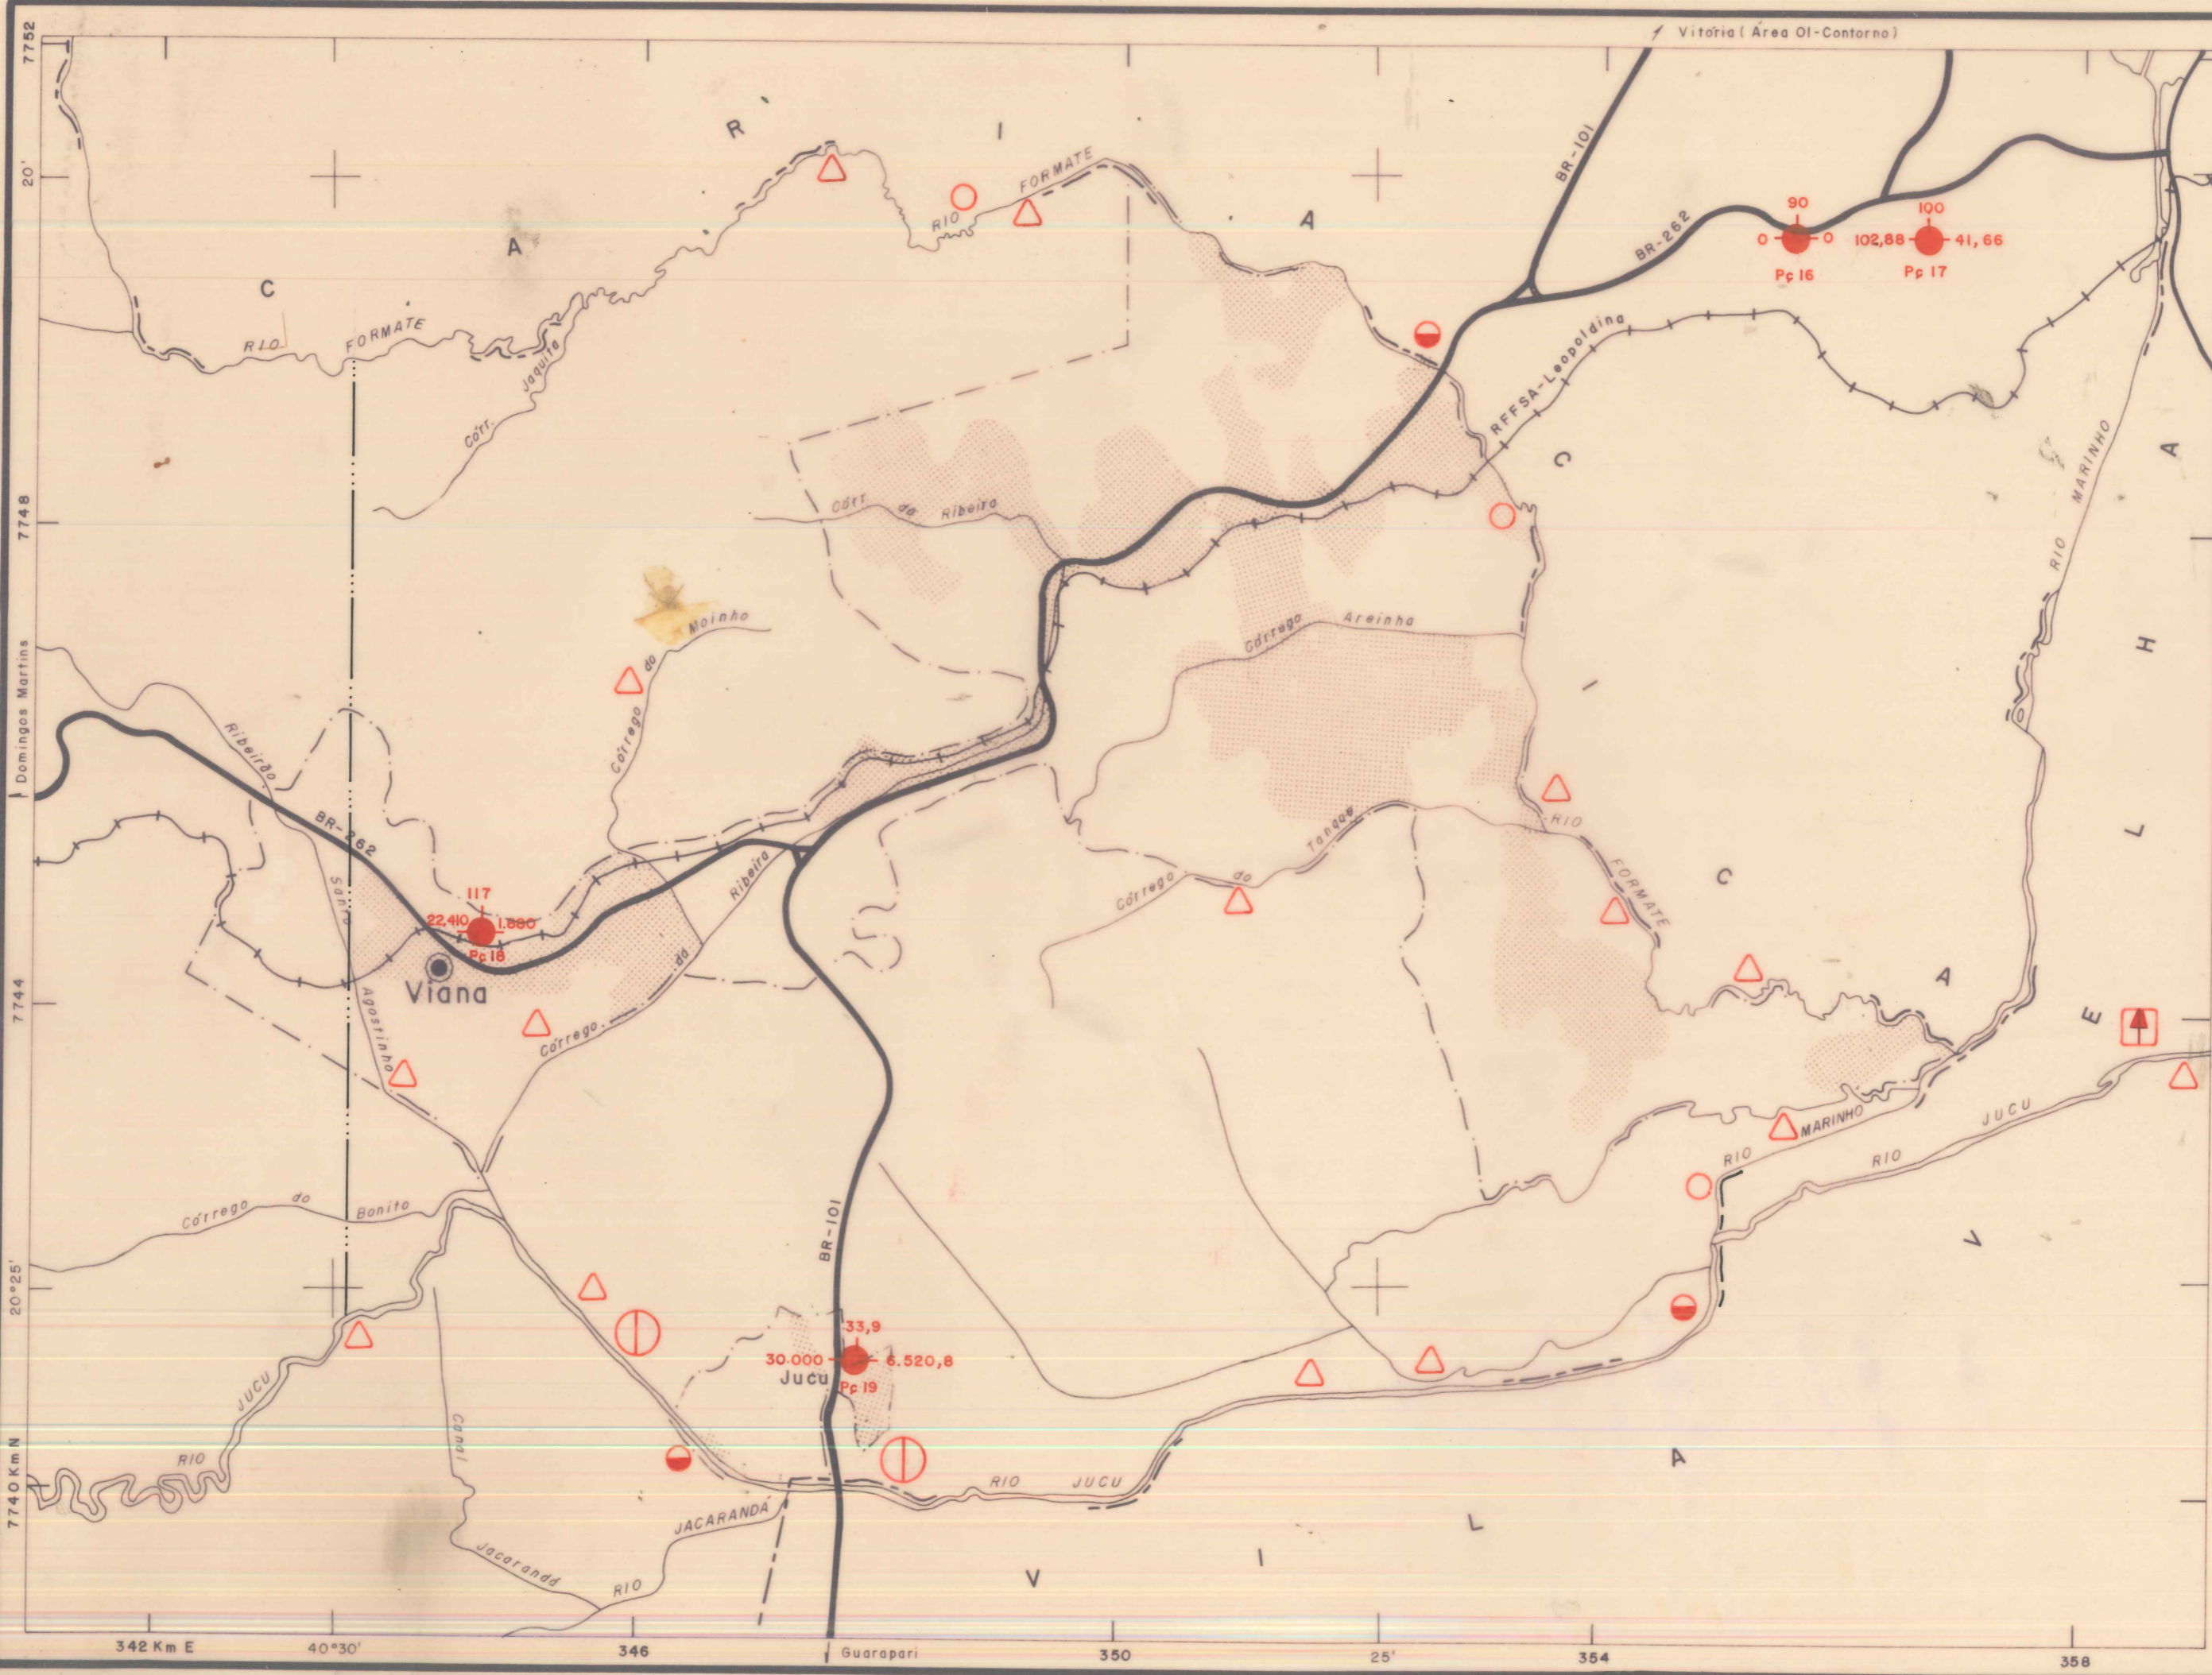 Vitória ( Área 01-Contorno)
7752
20'
7748
Domingos Martins
7744
20°25'
7740 Km N
342 Km E
40°30'
346
Guarapari
350
25'
354
358
C A R I A C I C A
V I L A V E L H A
RIO FORMATE
RIO FORMATE
Córr. Jaquita
BR-101
BR-262
90
0 0
Pç 16
100
102,88 41,66
Pç 17
RFFSA-Leopoldina
RIO MARINHO
Córr. da Ribeira
Córrego do Moinho
Córrego Areinha
Ribeirão Santo Agostinho
BR-262
117
22,410 1.880
Pç 18
Viana
Córrego da Ribeira
Córrego do Tanque
RIO FORMATE
Córrego do Bonito
BR-101
RIO MARINHO
RIO JUCU
33,9
30.000 6.520,8
Jucu
Pç 19
RIO JUCU
Canal
Jacarandá
RIO JACARANDÁ
RIO JUCU